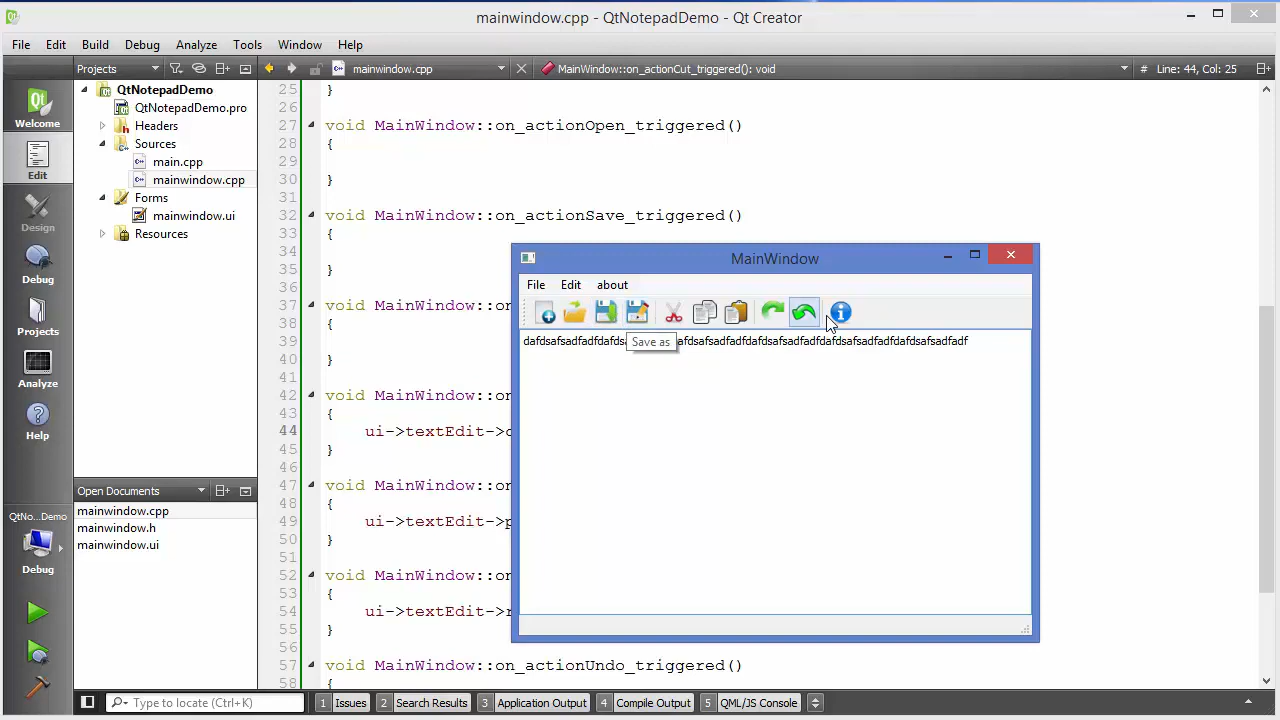 mainwindow.cpp - QtNotepadDemo - Qt Creator
File Edit Build Debug Analyze Tools Window Help
Projects mainwindow.cpp MainWindow::on_actionCut_triggered(): void # Line: 44, Col: 25
Welcome
Edit
Design
Debug
Projects
Analyze
Help
QtNo...Demo
Debug
QtNotepadDemo
QtNotepadDemo.pro
Headers
Sources
main.cpp
mainwindow.cpp
Forms
mainwindow.ui
Resources
Open Documents
mainwindow.cpp
mainwindow.h
mainwindow.ui
25 }
26
27 void MainWindow::on_actionOpen_triggered()
28 {
29
30 }
31
32 void MainWindow::on_actionSave_triggered()
33 {
34
35 }
36
37 void MainWindow::on
38 {
39
40 }
41
42 void MainWindow::on
43 {
44 ui->textEdit->c
45 }
46
47 void MainWindow::on
48 {
49 ui->textEdit->p
50 }
51
52 void MainWindow::on
53 {
54 ui->textEdit->r
55 }
56
57 void MainWindow::on_actionUndo_triggered()
58 {
MainWindow
File Edit about
Save as
Type to locate (Ctrl+K) 1 Issues 2 Search Results 3 Application Output 4 Compile Output 5 QML/JS Console